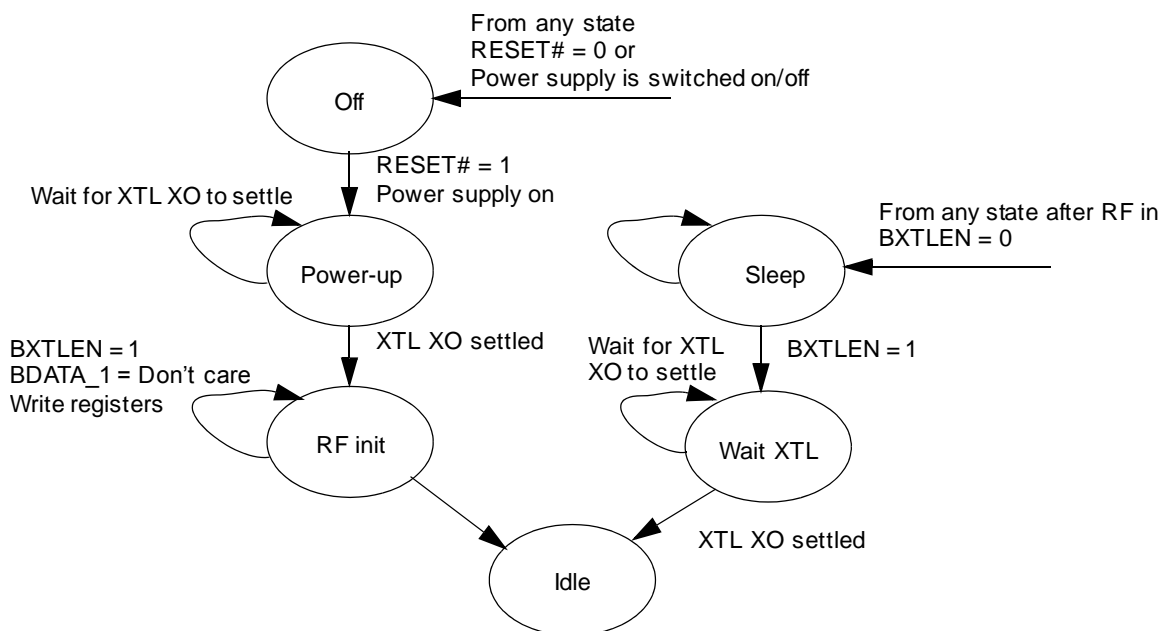 From any state
RESET# = 0 or
Power supply is switched on/off
Off
RESET# = 1
Power supply on
Wait for XTL XO to settle
From any state after RF in
BXTLEN = 0
Power-up
Sleep
XTL XO settled
BXTLEN = 1
BDATA_1 = Don't care
Write registers
Wait for XTL
XO to settle
BXTLEN = 1
RF init
Wait XTL
XTL XO settled
Idle